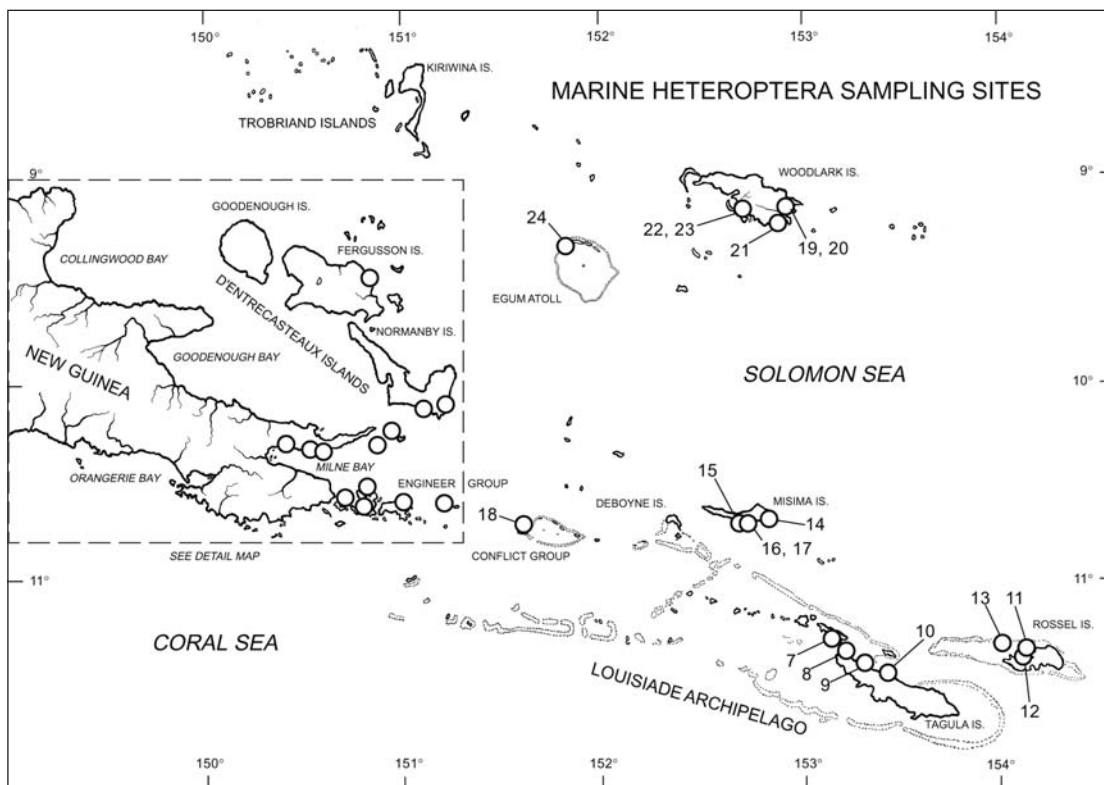 150°
151°
152°
153°
154°
KIRIWINA IS.
MARINE HETEROPTERA SAMPLING SITES
TROBRIAND ISLANDS
9°
9°
WOODLARK IS.
GOODENOUGH IS.
24
22, 23
21
19, 20
FERGUSSON IS.
COLLINGWOOD BAY
EGUM ATOLL
D'ENTRECASTEAUX ISLANDS
NORMANBY IS.
GOODENOUGH BAY
NEW GUINEA
SOLOMON SEA
10°
MILNE BAY
ORANGERIE BAY
ENGINEER GROUP
15
MISIMA IS.
DEBOYNE IS.
18
14
16, 17
SEE DETAIL MAP
CONFLICT GROUP
11°
11°
13
11
ROSSEL IS.
10
CORAL SEA
7
8
9
12
LOUISIADE ARCHIPELAGO
TAGULA IS.
150°
151°
152°
153°
154°